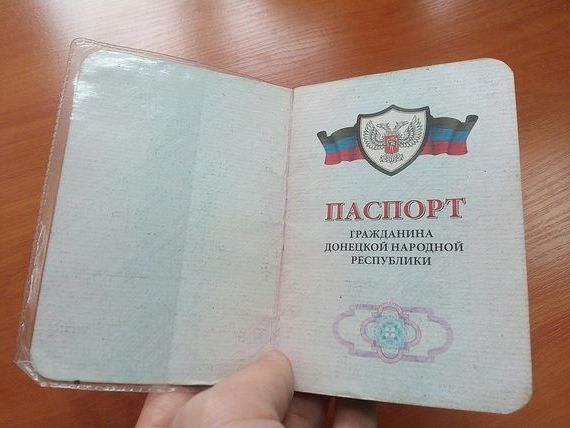 ПАСПОРТ
ГРАЖДАНИНА
ДОНЕЦКОЙ НАРОДНОЙ
РЕСПУБЛИКИ